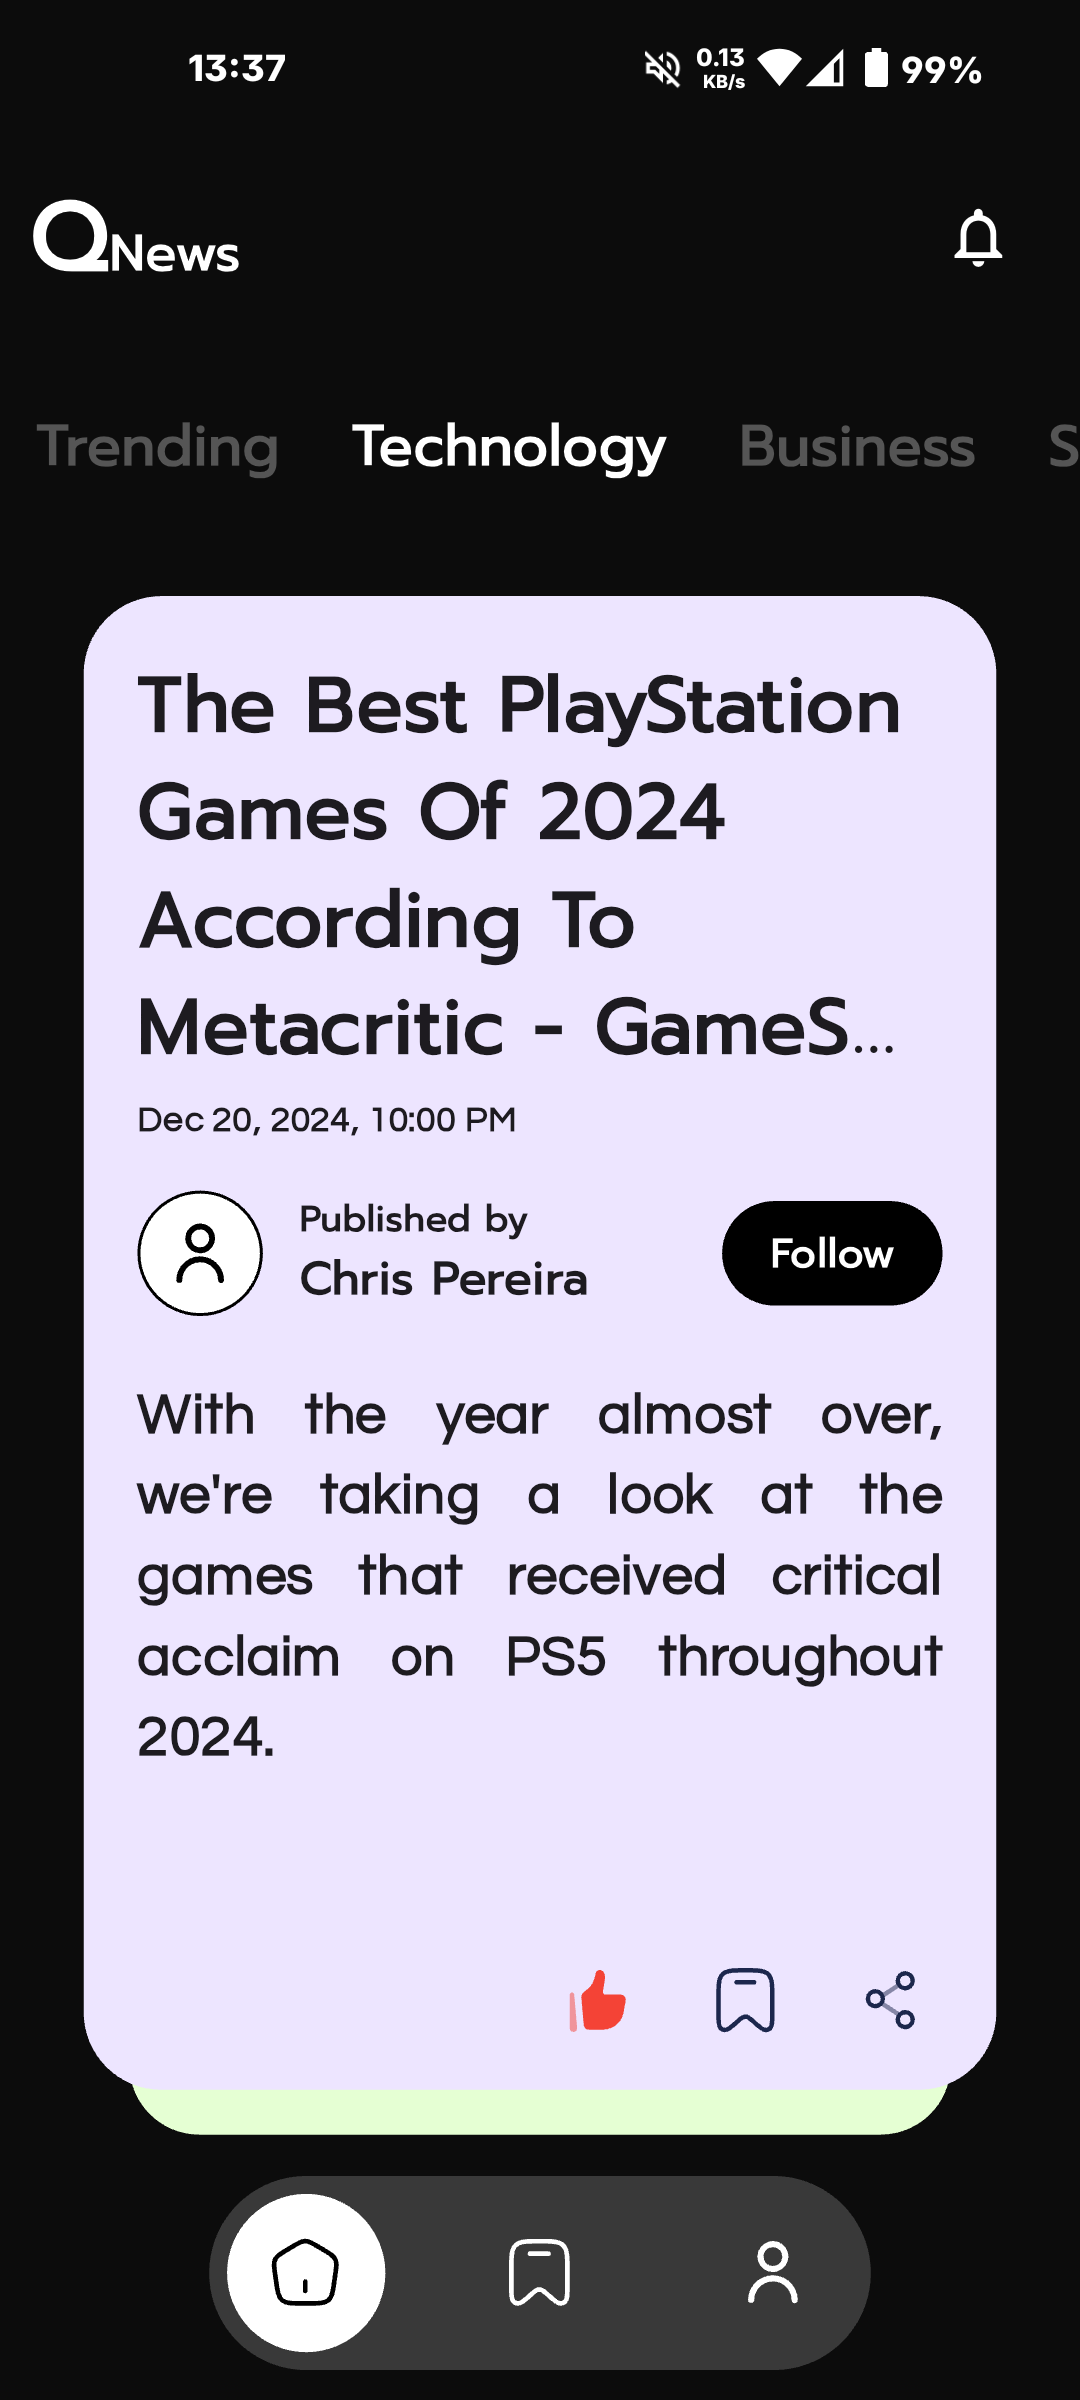 13:37
0.13
KB/s
99%
QNews
Trending Technology Business S
The Best PlayStation
Games Of 2024
According To
Metacritic - GameS...
Dec 20, 2024, 10:00 PM
Published by
Chris Pereira
Follow
With the year almost over,
we're taking a look at the
games that received critical
acclaim on PS5 throughout
2024.